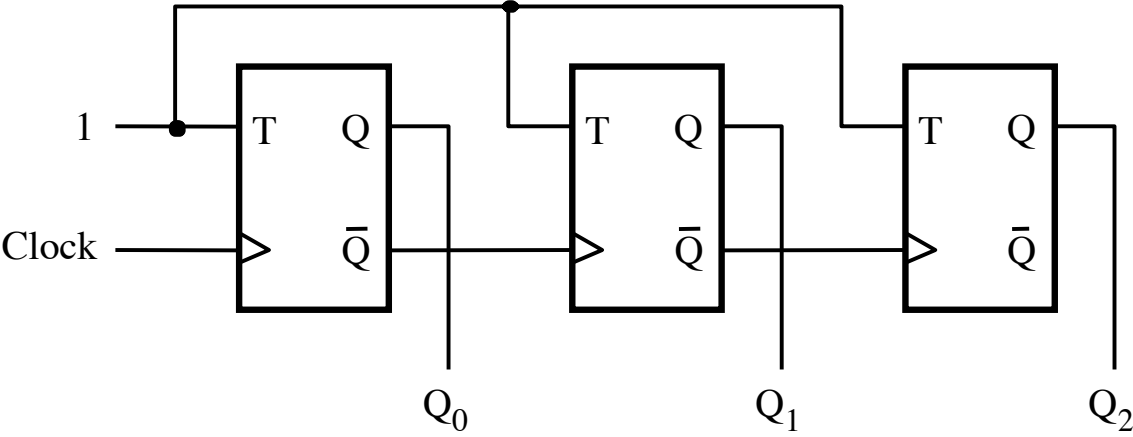 1 T Q T Q T Q
Clock Q̄ Q̄ Q̄
Q₀ Q₁ Q₂